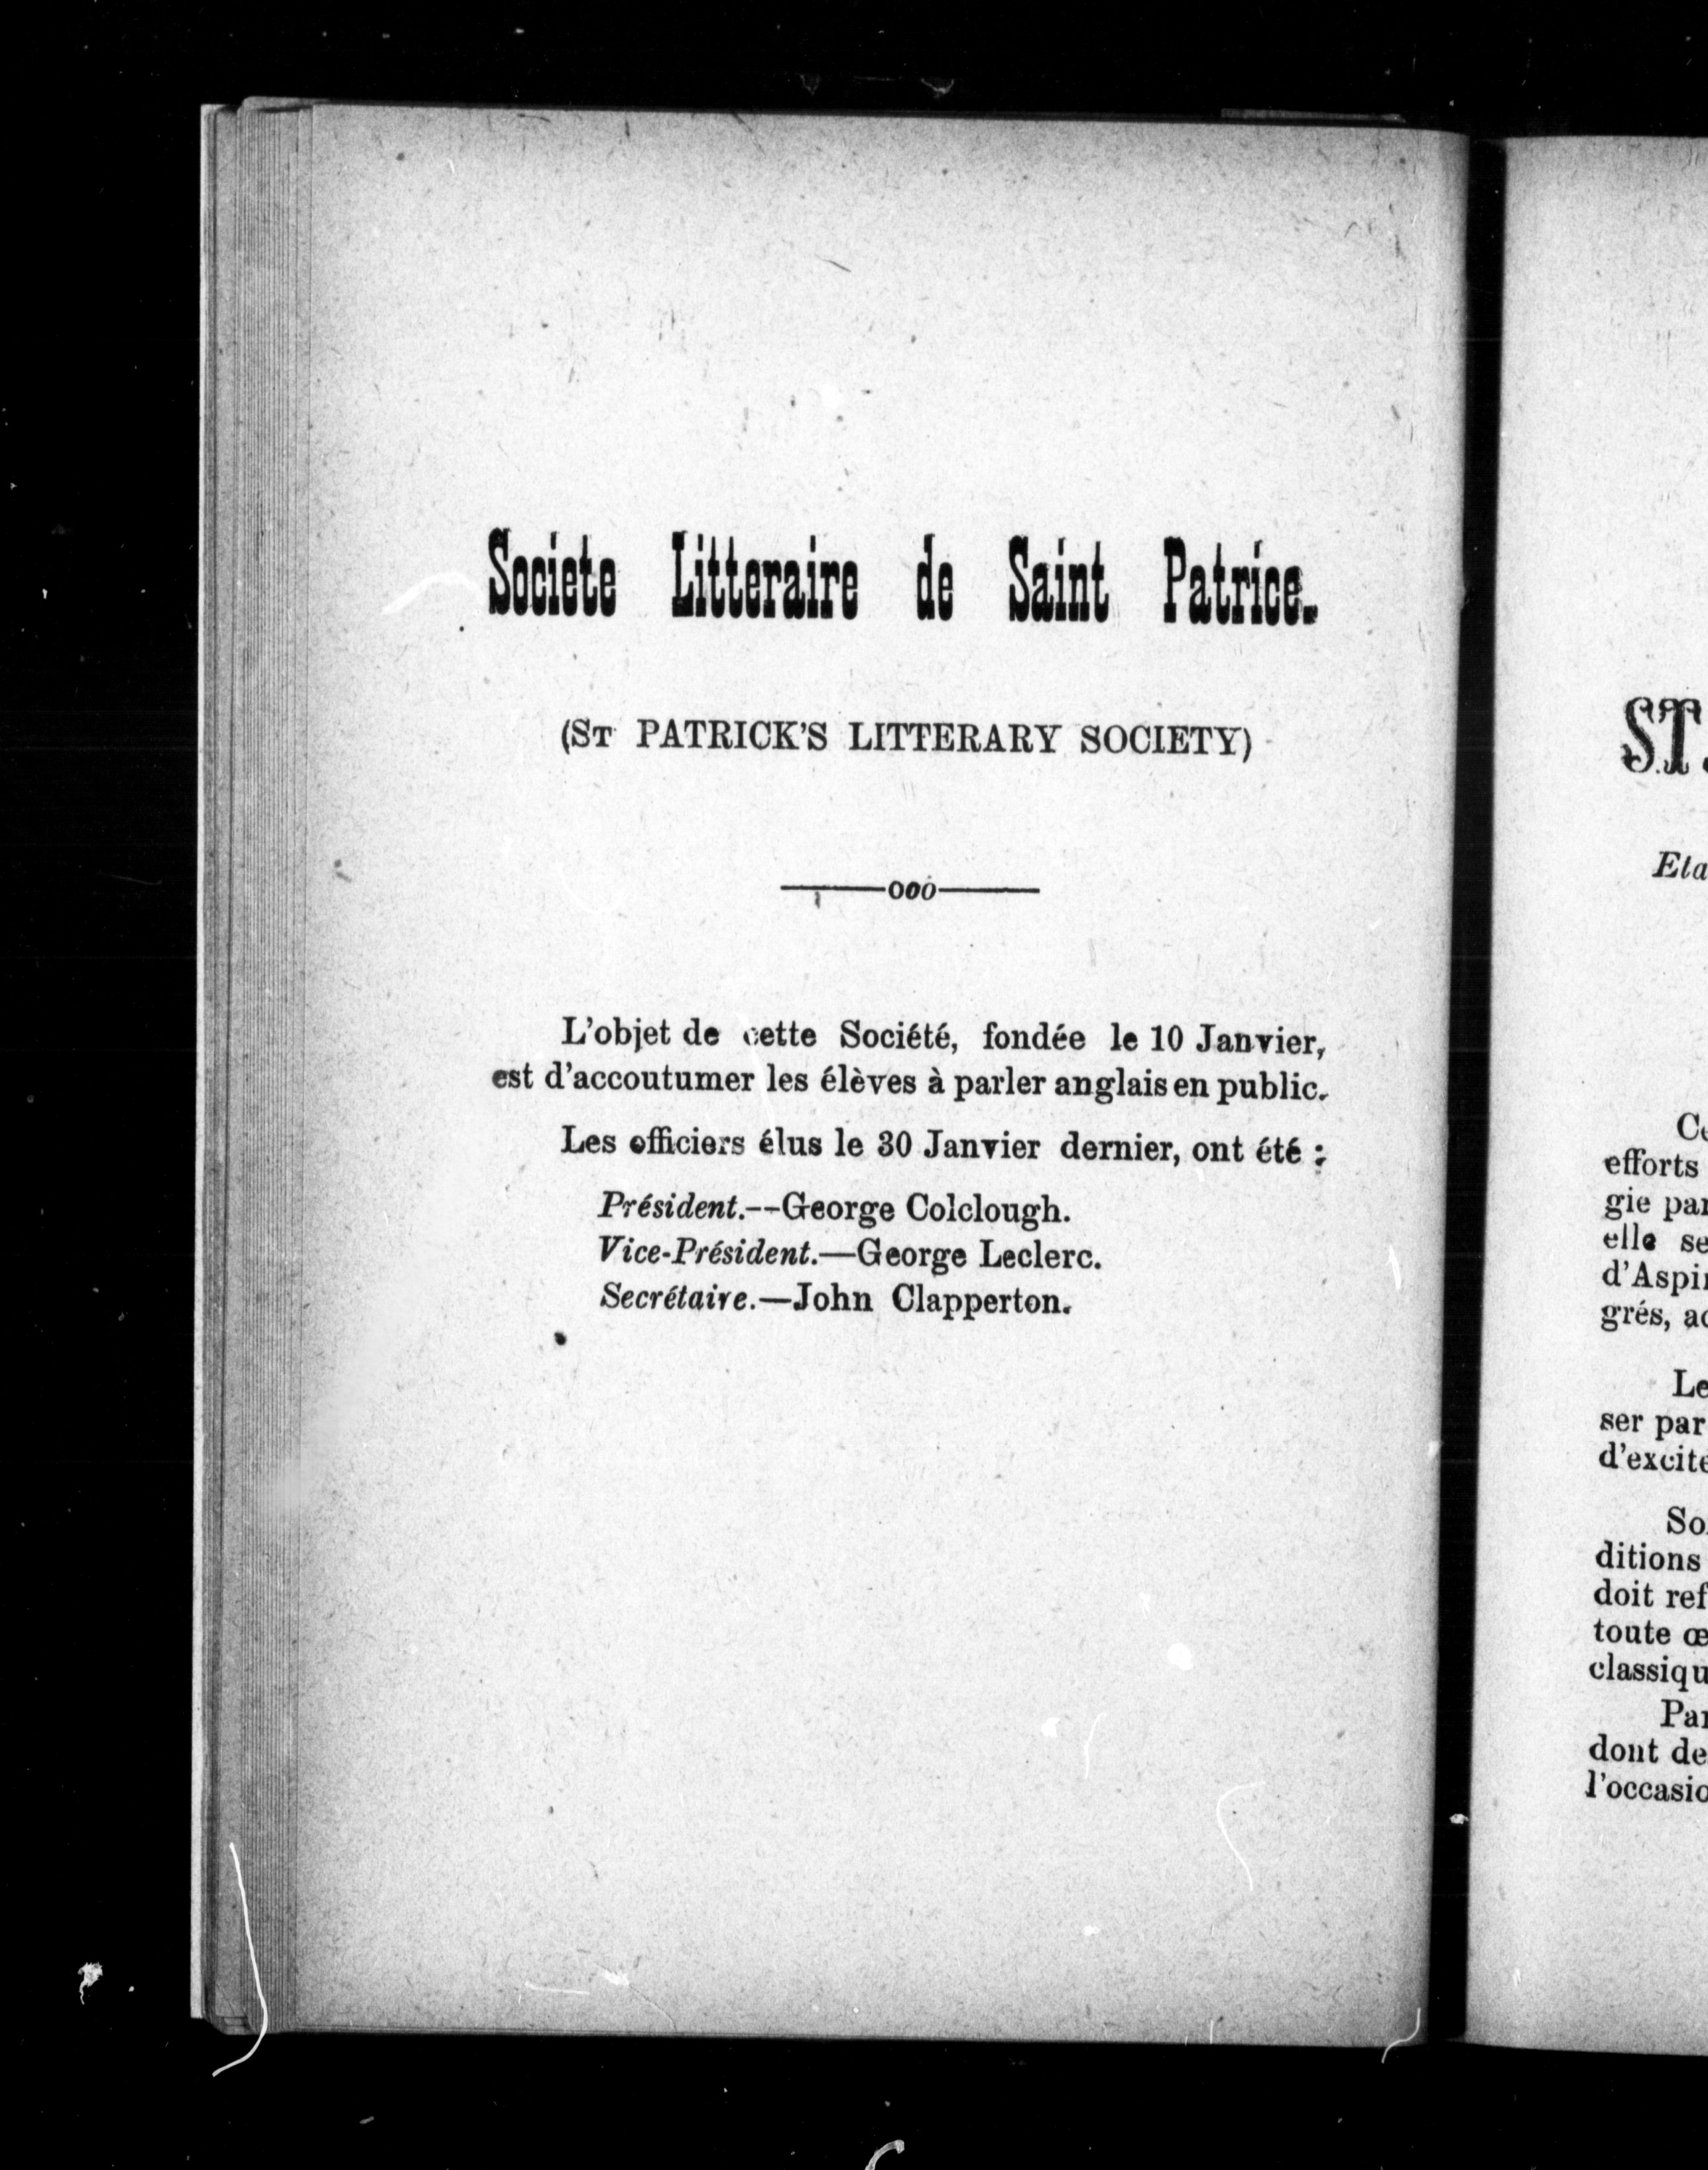 Societe Litteraire de Saint Patrice.
(ST PATRICK'S LITTERARY SOCIETY)
——ooo——
L'objet de cette Société, fondée le 10 Janvier,
est d'accoutumer les élèves à parler anglais en public.
Les officiers élus le 30 Janvier dernier, ont été :
Président.--George Colclough.
Vice-Président.—George Leclerc.
Secrétaire.—John Clapperton.
ST
Eta
Ce
efforts
gie par
elle se
d'Aspir
grés, ac
Le
ser par
d'excite
So
ditions
doit ref
toute œ
classiqu
Par
dont de
l'occasio